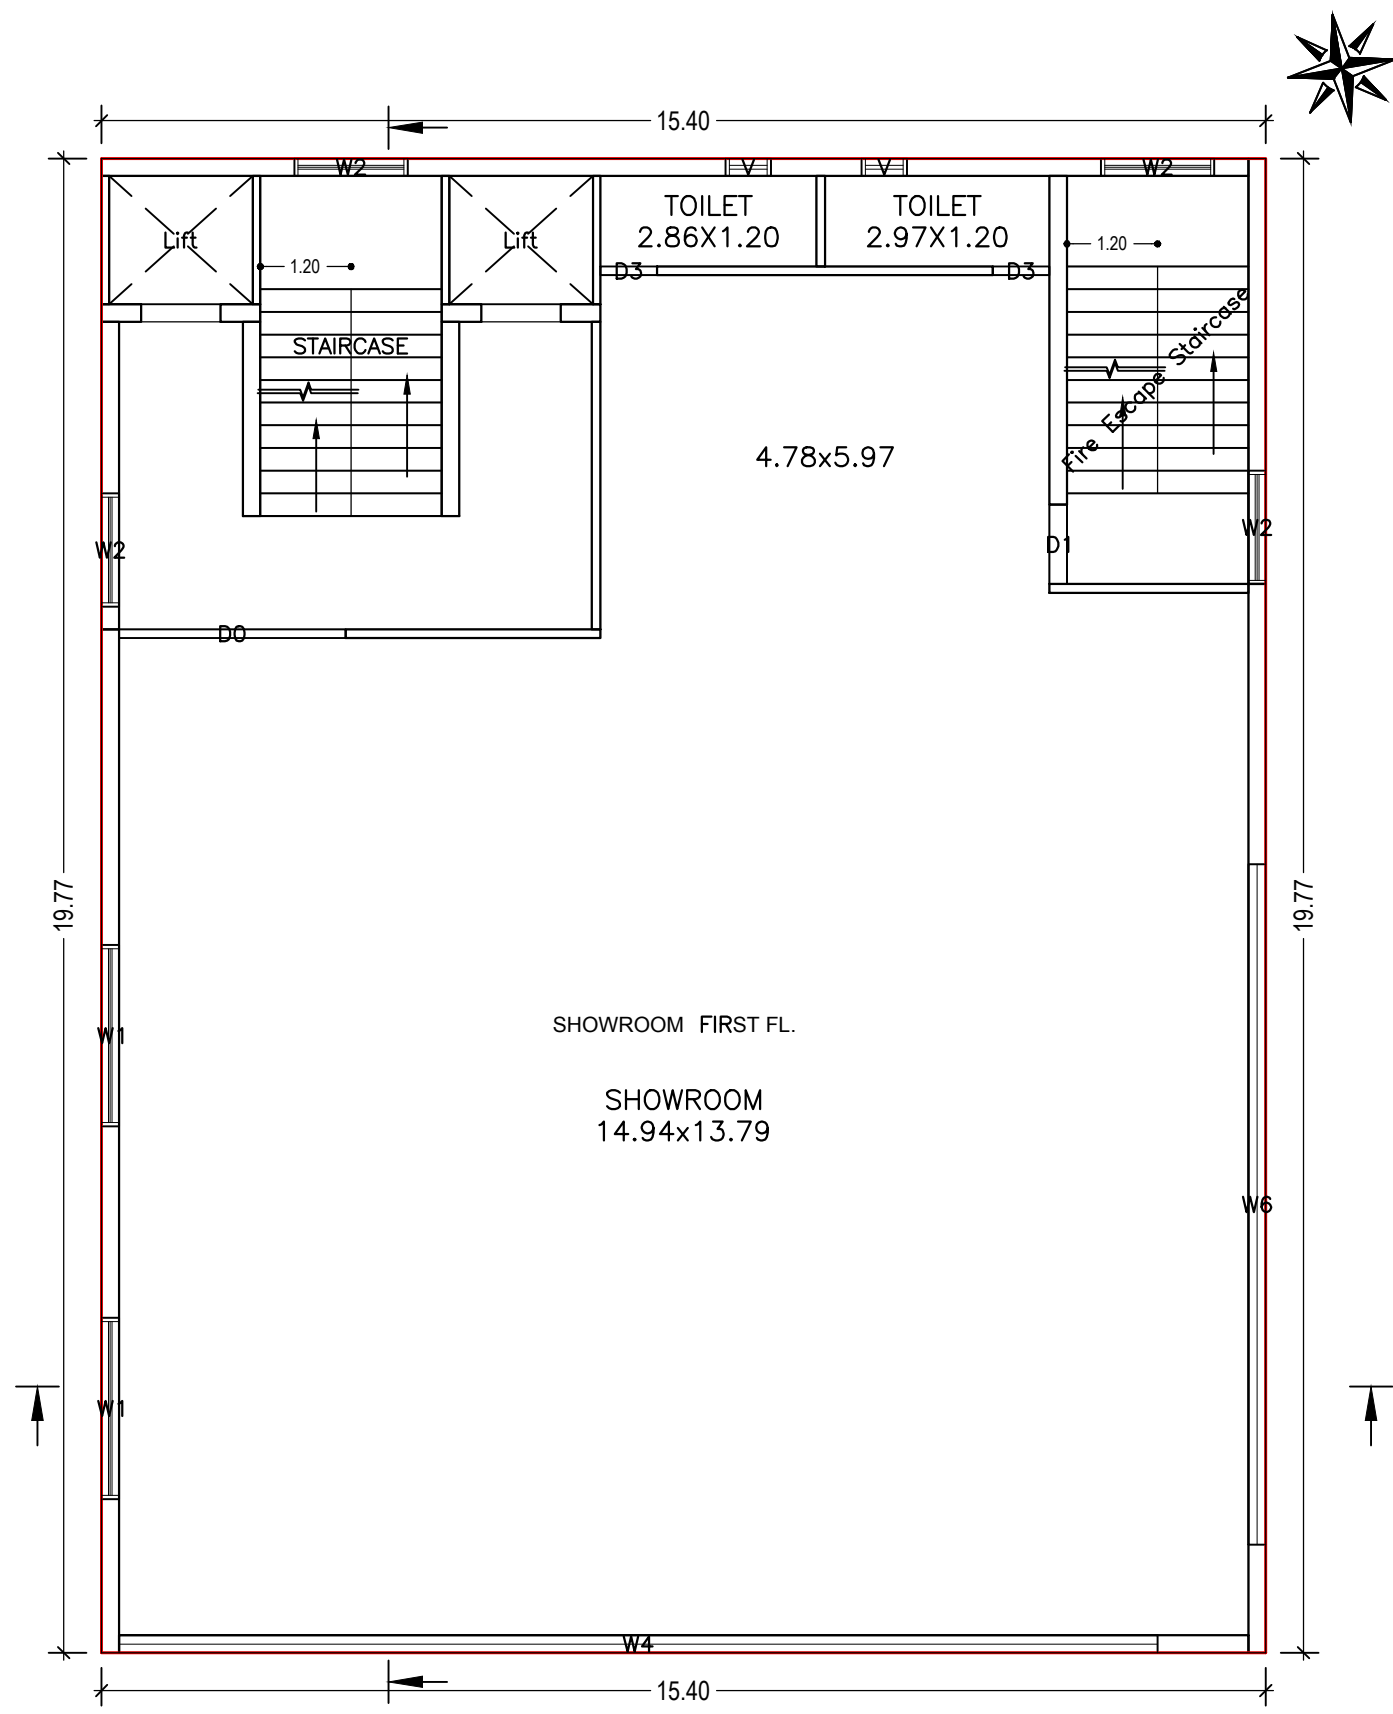 15.40
W2
V
V
W2
TOILET
2.86X1.20
TOILET
2.97X1.20
Lift
Lift
1.20
1.20
D3
D3
STAIRCASE
Fire Escape Staircase
4.78x5.97
W2
D1
W2
D0
19.77
19.77
SHOWROOM FIRST FL.
W1
SHOWROOM
14.94x13.79
W6
W1
W4
15.40